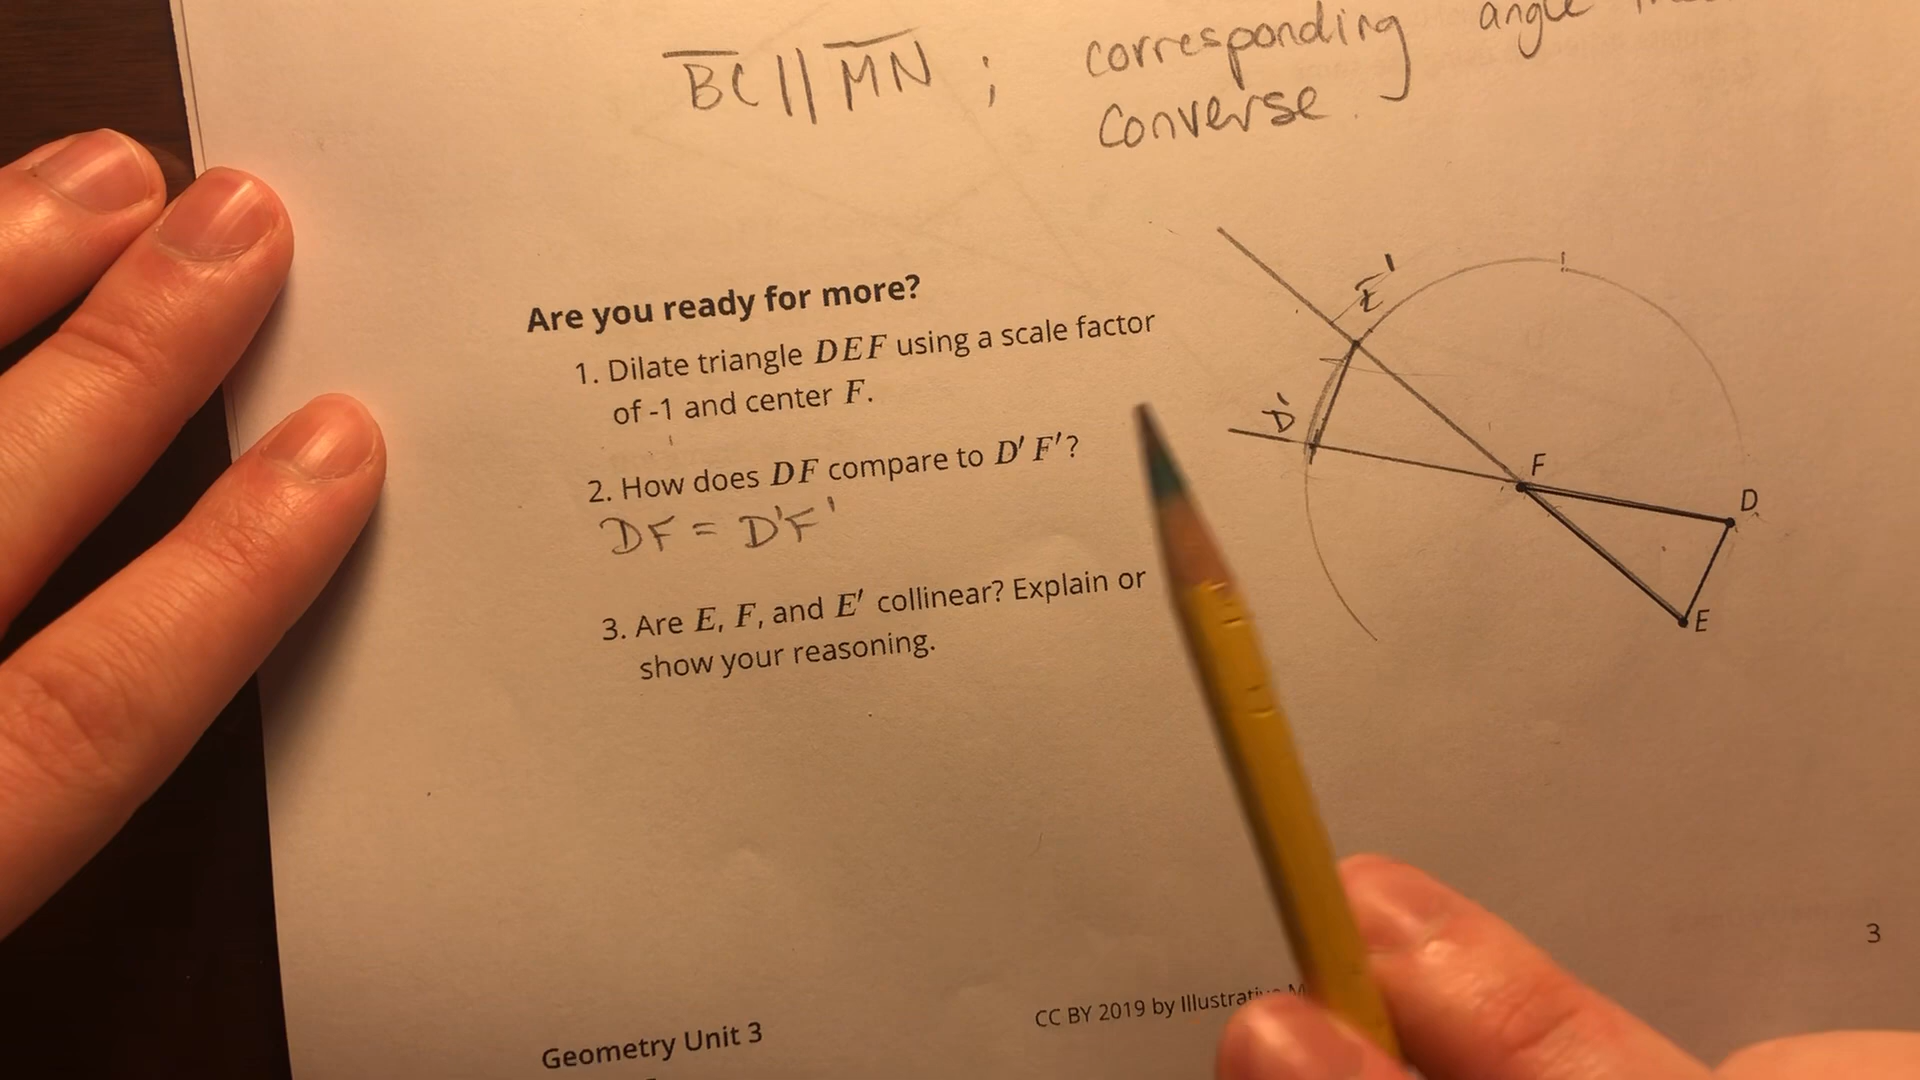 BC || MN ; corresponding angle
converse.
Are you ready for more?
1. Dilate triangle DEF using a scale factor
of -1 and center F.
2. How does DF compare to D′ F′?
DF = D'F'
3. Are E, F, and E′ collinear? Explain or
show your reasoning.
E'
D'
F
D
E
3
CC BY 2019 by
Geometry Unit 3